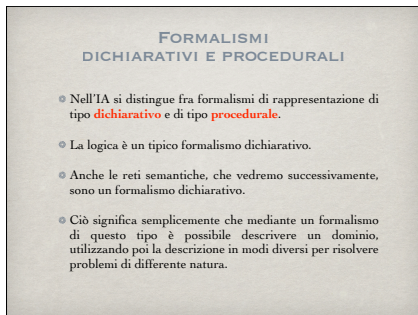 FORMALISMI
DICHIARATIVI E PROCEDURALI
Nell'IA si distingue fra formalismi di rappresentazione di
tipo dichiarativo e di tipo procedurale.
La logica è un tipico formalismo dichiarativo.
Anche le reti semantiche, che vedremo successivamente,
sono un formalismo dichiarativo.
Ciò significa semplicemente che mediante un formalismo
di questo tipo è possibile descrivere un dominio,
utilizzando poi la descrizione in modi diversi per risolvere
problemi di differente natura.